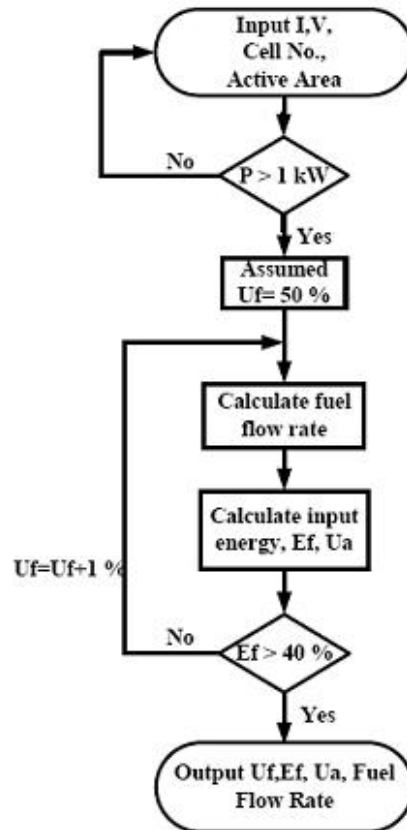 Input I,V,
Cell No.,
Active Area
No
P > 1 kW
Yes
Assumed
Uf= 50 %
Calculate fuel
flow rate
Calculate input
energy, Ef, Ua
Uf=Uf+1 %
No
Ef > 40 %
Yes
Output Uf,Ef, Ua, Fuel
Flow Rate